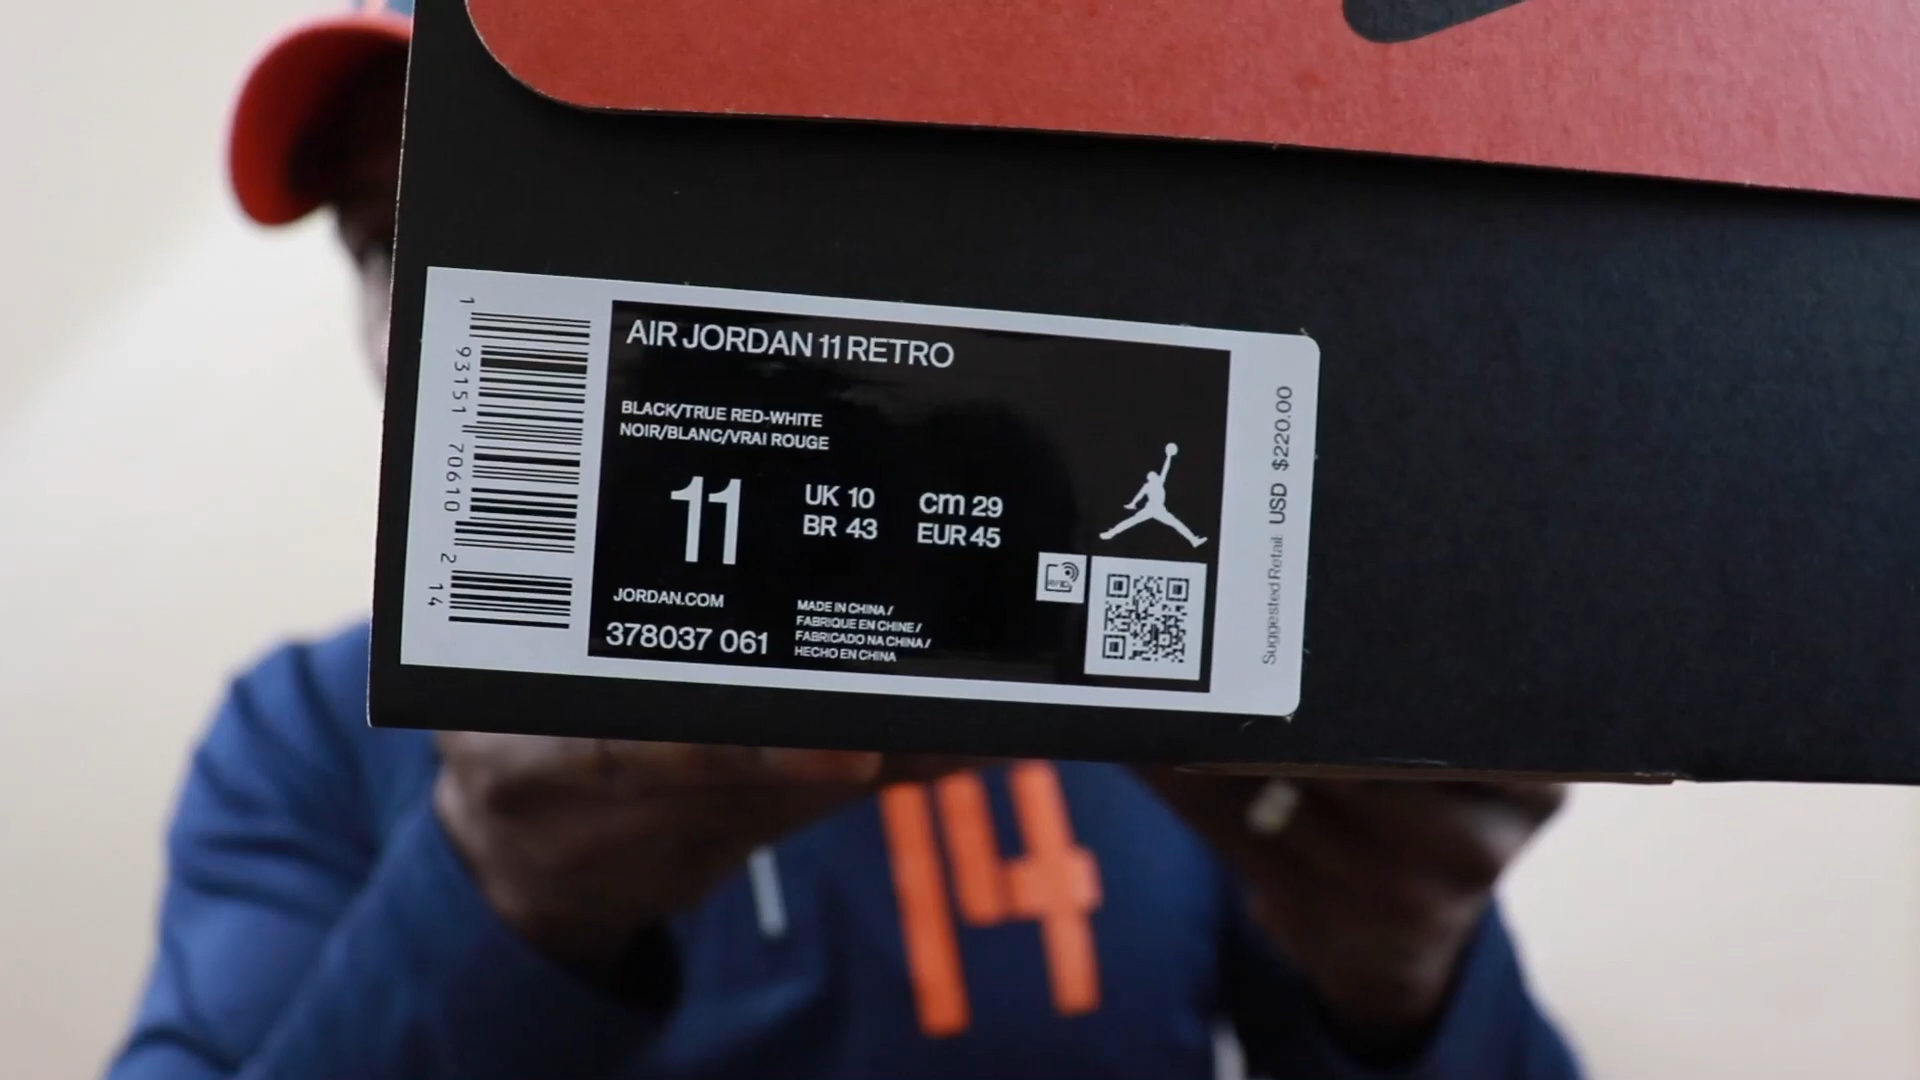 AIR JORDAN 11 RETRO
BLACK/TRUE RED-WHITE
NOIR/BLANC/VRAI ROUGE
11
UK 10
BR 43
cm 29
EUR 45
JORDAN.COM
378037 061
MADE IN CHINA /
FABRIQUE EN CHINE /
FABRICADO NA CHINA /
HECHO EN CHINA
RFID
Suggested Retail USD $220.00
1 93151 70610 2 14
14